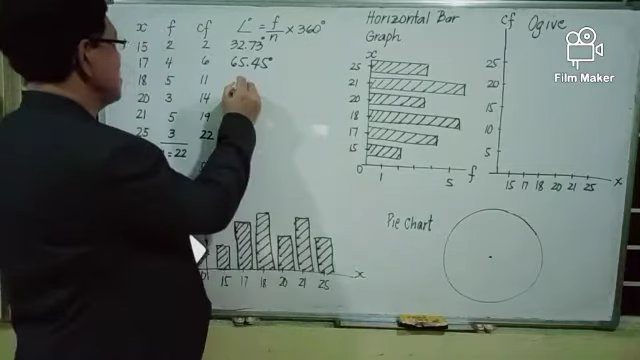 x f cf ∠° = f/n x 360°
15 2 2 32.73°
17 4 6 65.45°
18 5 11
20 3 14
21 5 19
25 3 22
= 22
15 17 18 20 21 25 x
Horizontal Bar
Graph
x
25
21
20
18
17
15
0 1 5 f
cf Ogive
25
20
15
10
5
15 17 18 20 21 25 x
Pie Chart
Film Maker